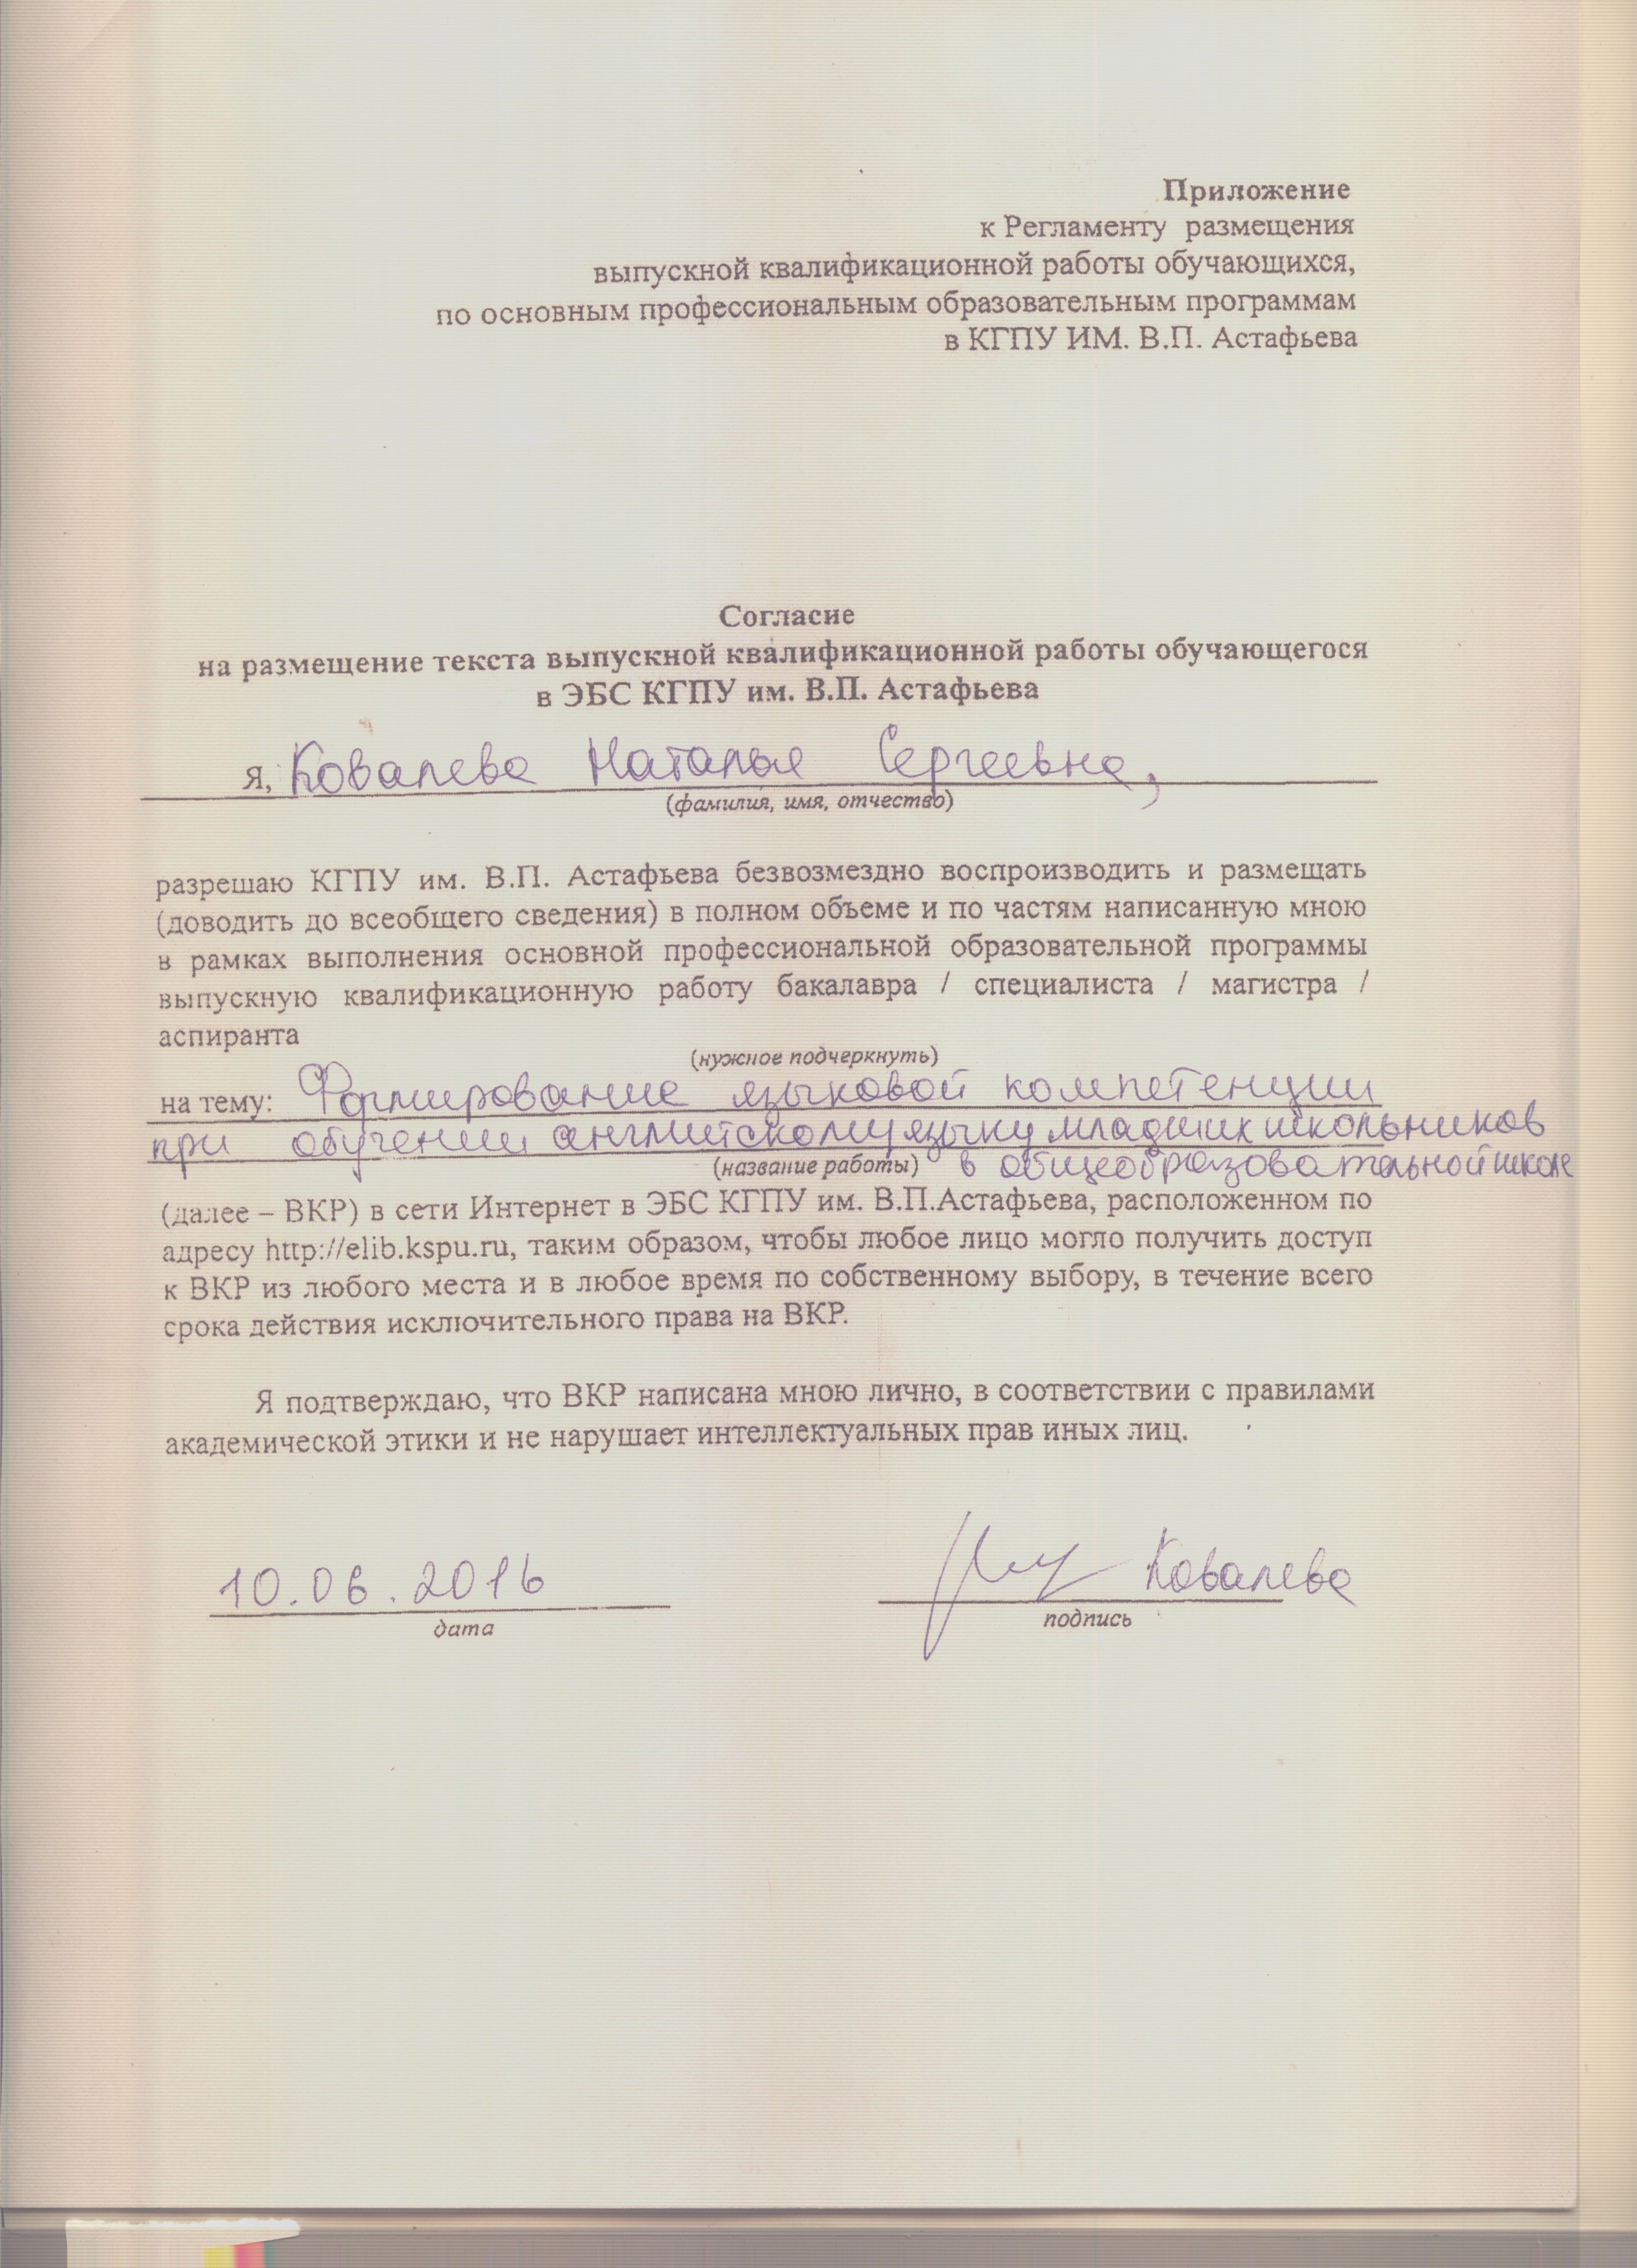 Приложение
к Регламенту размещения
выпускной квалификационной работы обучающихся,
по основным профессиональным образовательным программам
в КГПУ ИМ. В.П. Астафьева
Согласие
на размещение текста выпускной квалификационной работы обучающегося
в ЭБС КГПУ им. В.П. Астафьева
Я, Ковалева Наталья Сергеевна,
(фамилия, имя, отчество)
разрешаю КГПУ им. В.П. Астафьева безвозмездно воспроизводить и размещать
(доводить до всеобщего сведения) в полном объеме и по частям написанную мною
в рамках выполнения основной профессиональной образовательной программы
выпускную квалификационную работу бакалавра / специалиста / магистра /
аспиранта
(нужное подчеркнуть)
на тему: Формирование языковой компетенции
при обучении английскому языку младших школьников
(название работы) в общеобразовательной школе
(далее – ВКР) в сети Интернет в ЭБС КГПУ им. В.П.Астафьева, расположенном по
адресу http://elib.kspu.ru, таким образом, чтобы любое лицо могло получить доступ
к ВКР из любого места и в любое время по собственному выбору, в течение всего
срока действия исключительного права на ВКР.
Я подтверждаю, что ВКР написана мною лично, в соответствии с правилами
академической этики и не нарушает интеллектуальных прав иных лиц.
10.06.2016 Ковалева
дата подпись